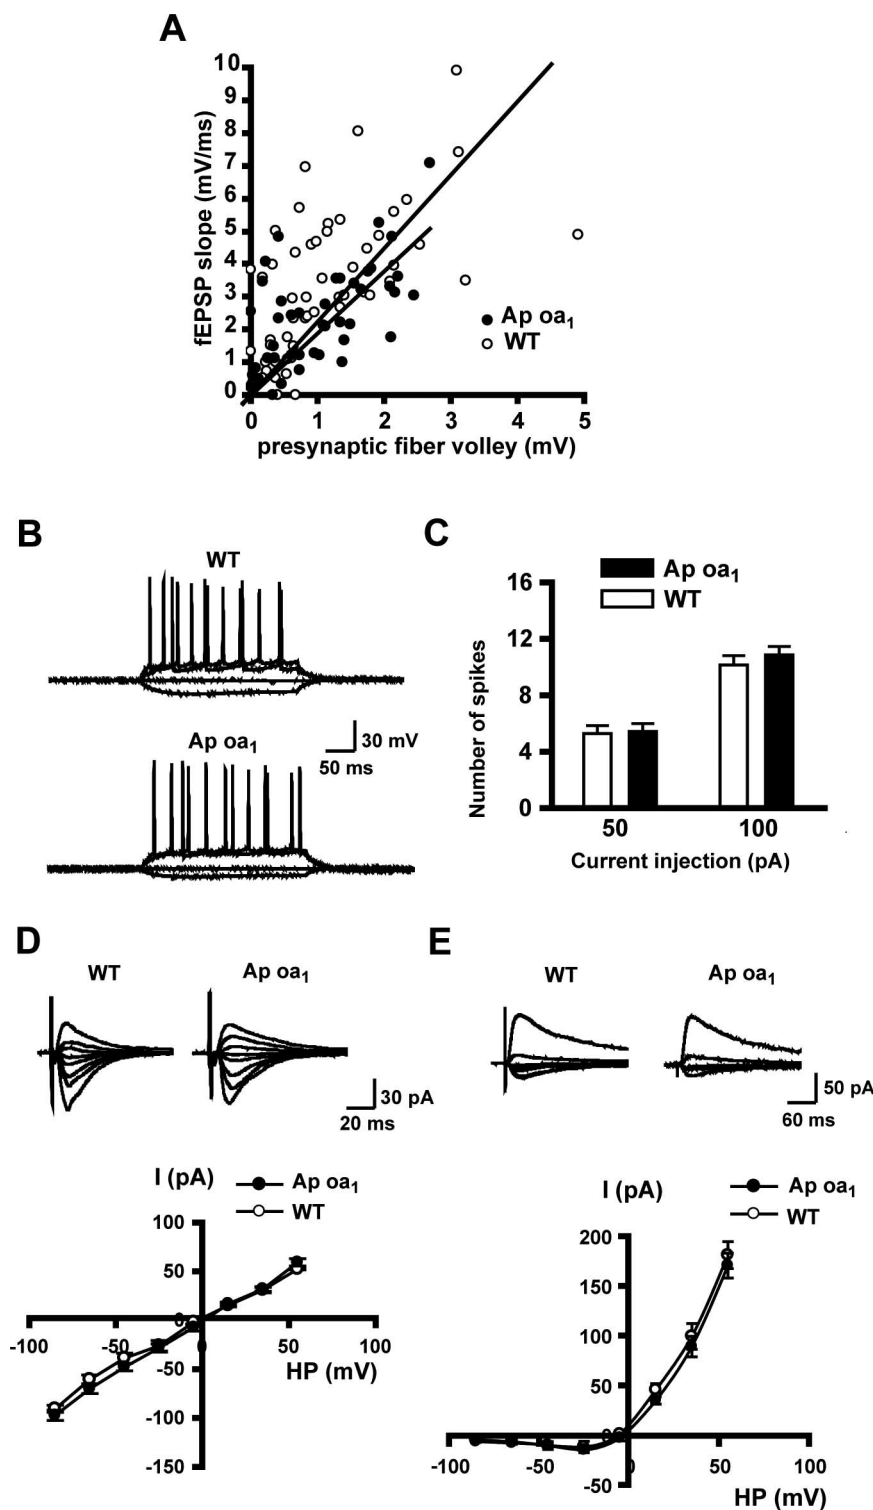 A
10
9
8
7
6
5
4
3
2
1
0
fEPSP slope (mV/ms)
Ap oa1
WT
0 1 2 3 4 5
presynaptic fiber volley (mV)
B
WT
Ap oa1
30 mV
50 ms
C
Ap oa1
WT
16
12
8
4
0
Number of spikes
50 100
Current injection (pA)
D
WT Ap oa1
30 pA
20 ms
I (pA)
Ap oa1
WT
100
50
0
-100 -50 0 50 100
HP (mV)
-50
-100
-150
E
WT Ap oa1
50 pA
60 ms
I (pA)
Ap oa1
WT
200
150
100
50
0
-100 -50 0 50 100
-50
HP (mV)